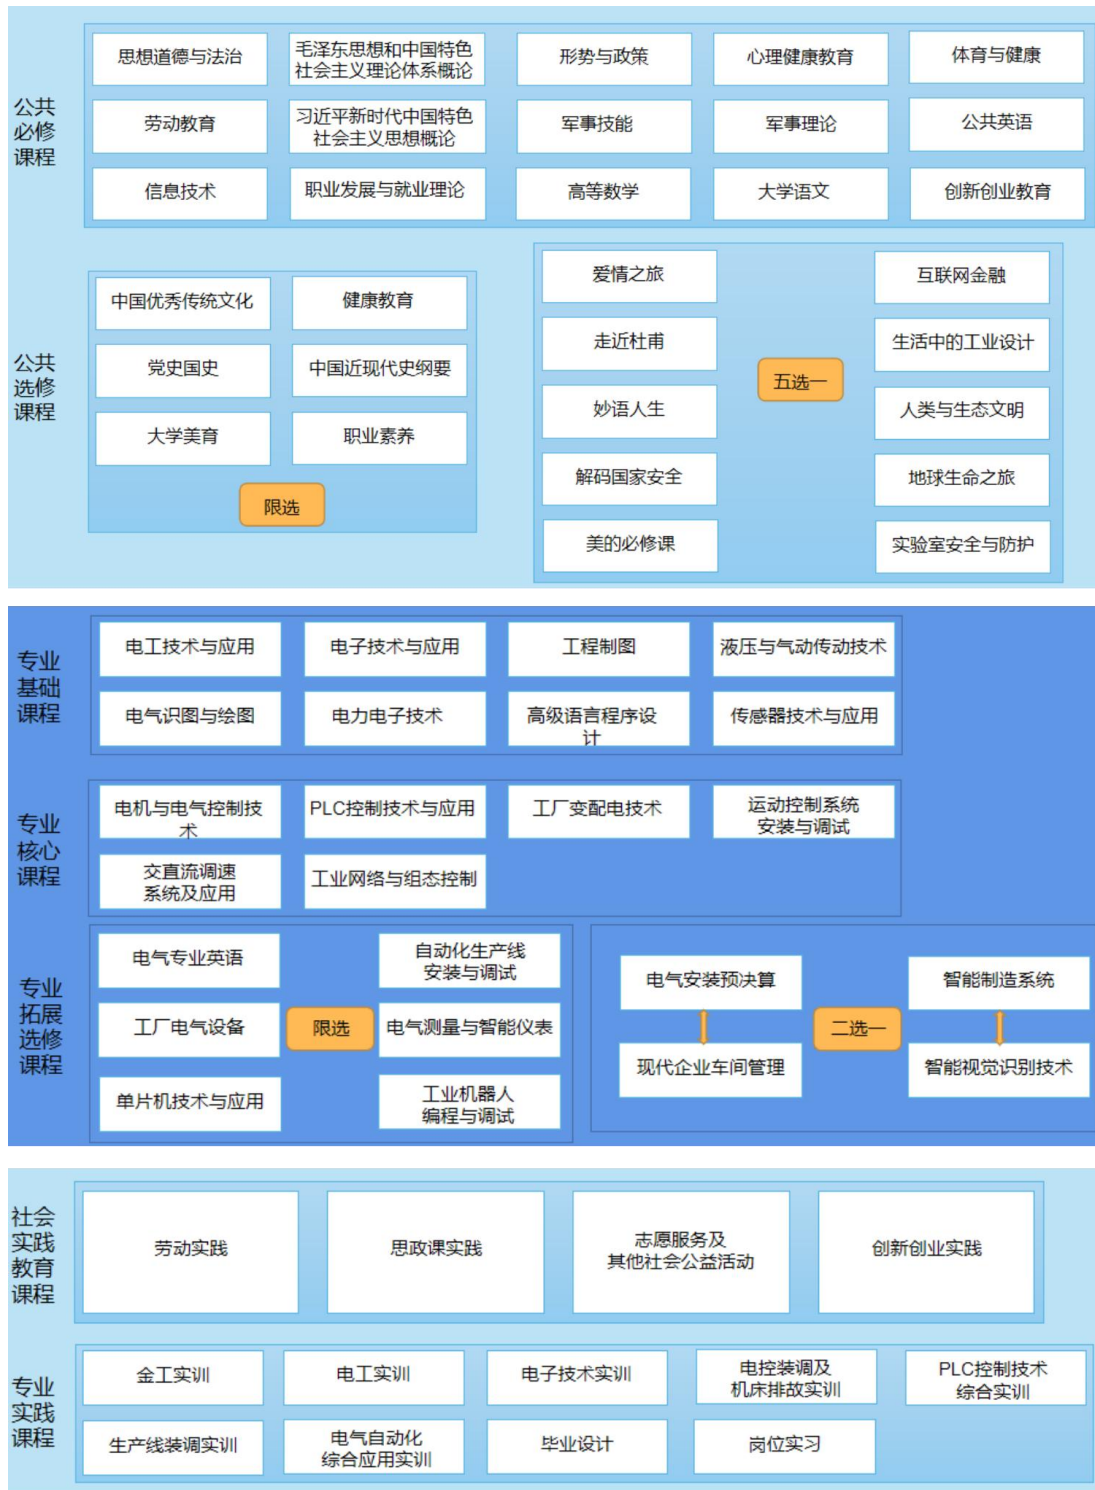 公共
必修
课程
思想道德与法治
毛泽东思想和中国特色
社会主义理论体系概论
形势与政策
心理健康教育
体育与健康
劳动教育
习近平新时代中国特色
社会主义思想概论
军事技能
军事理论
公共英语
信息技术
职业发展与就业理论
高等数学
大学语文
创新创业教育
公共
选修
课程
中国优秀传统文化
健康教育
党史国史
中国近现代史纲要
大学美育
职业素养
限选
爱情之旅
互联网金融
走近杜甫
生活中的工业设计
五选一
妙语人生
人类与生态文明
解码国家安全
地球生命之旅
美的必修课
实验室安全与防护
专业
基础
课程
电工技术与应用
电子技术与应用
工程制图
液压与气动传动技术
电气识图与绘图
电力电子技术
高级语言程序设
计
传感器技术与应用
专业
核心
课程
电机与电气控制技
术
PLC控制技术与应用
工厂变配电技术
运动控制系统
安装与调试
交直流调速
系统及应用
工业网络与组态控制
专业
拓展
选修
课程
电气专业英语
自动化生产线
安装与调试
工厂电气设备
限选
电气测量与智能仪表
单片机技术与应用
工业机器人
编程与调试
电气安装预决算
智能制造系统
二选一
现代企业车间管理
智能视觉识别技术
社会
实践
教育
课程
劳动实践
思政课实践
志愿服务及
其他社会公益活动
创新创业实践
专业
实践
课程
金工实训
电工实训
电子技术实训
电控装调及
机床排故实训
PLC控制技术
综合实训
生产线装调实训
电气自动化
综合应用实训
毕业设计
岗位实习